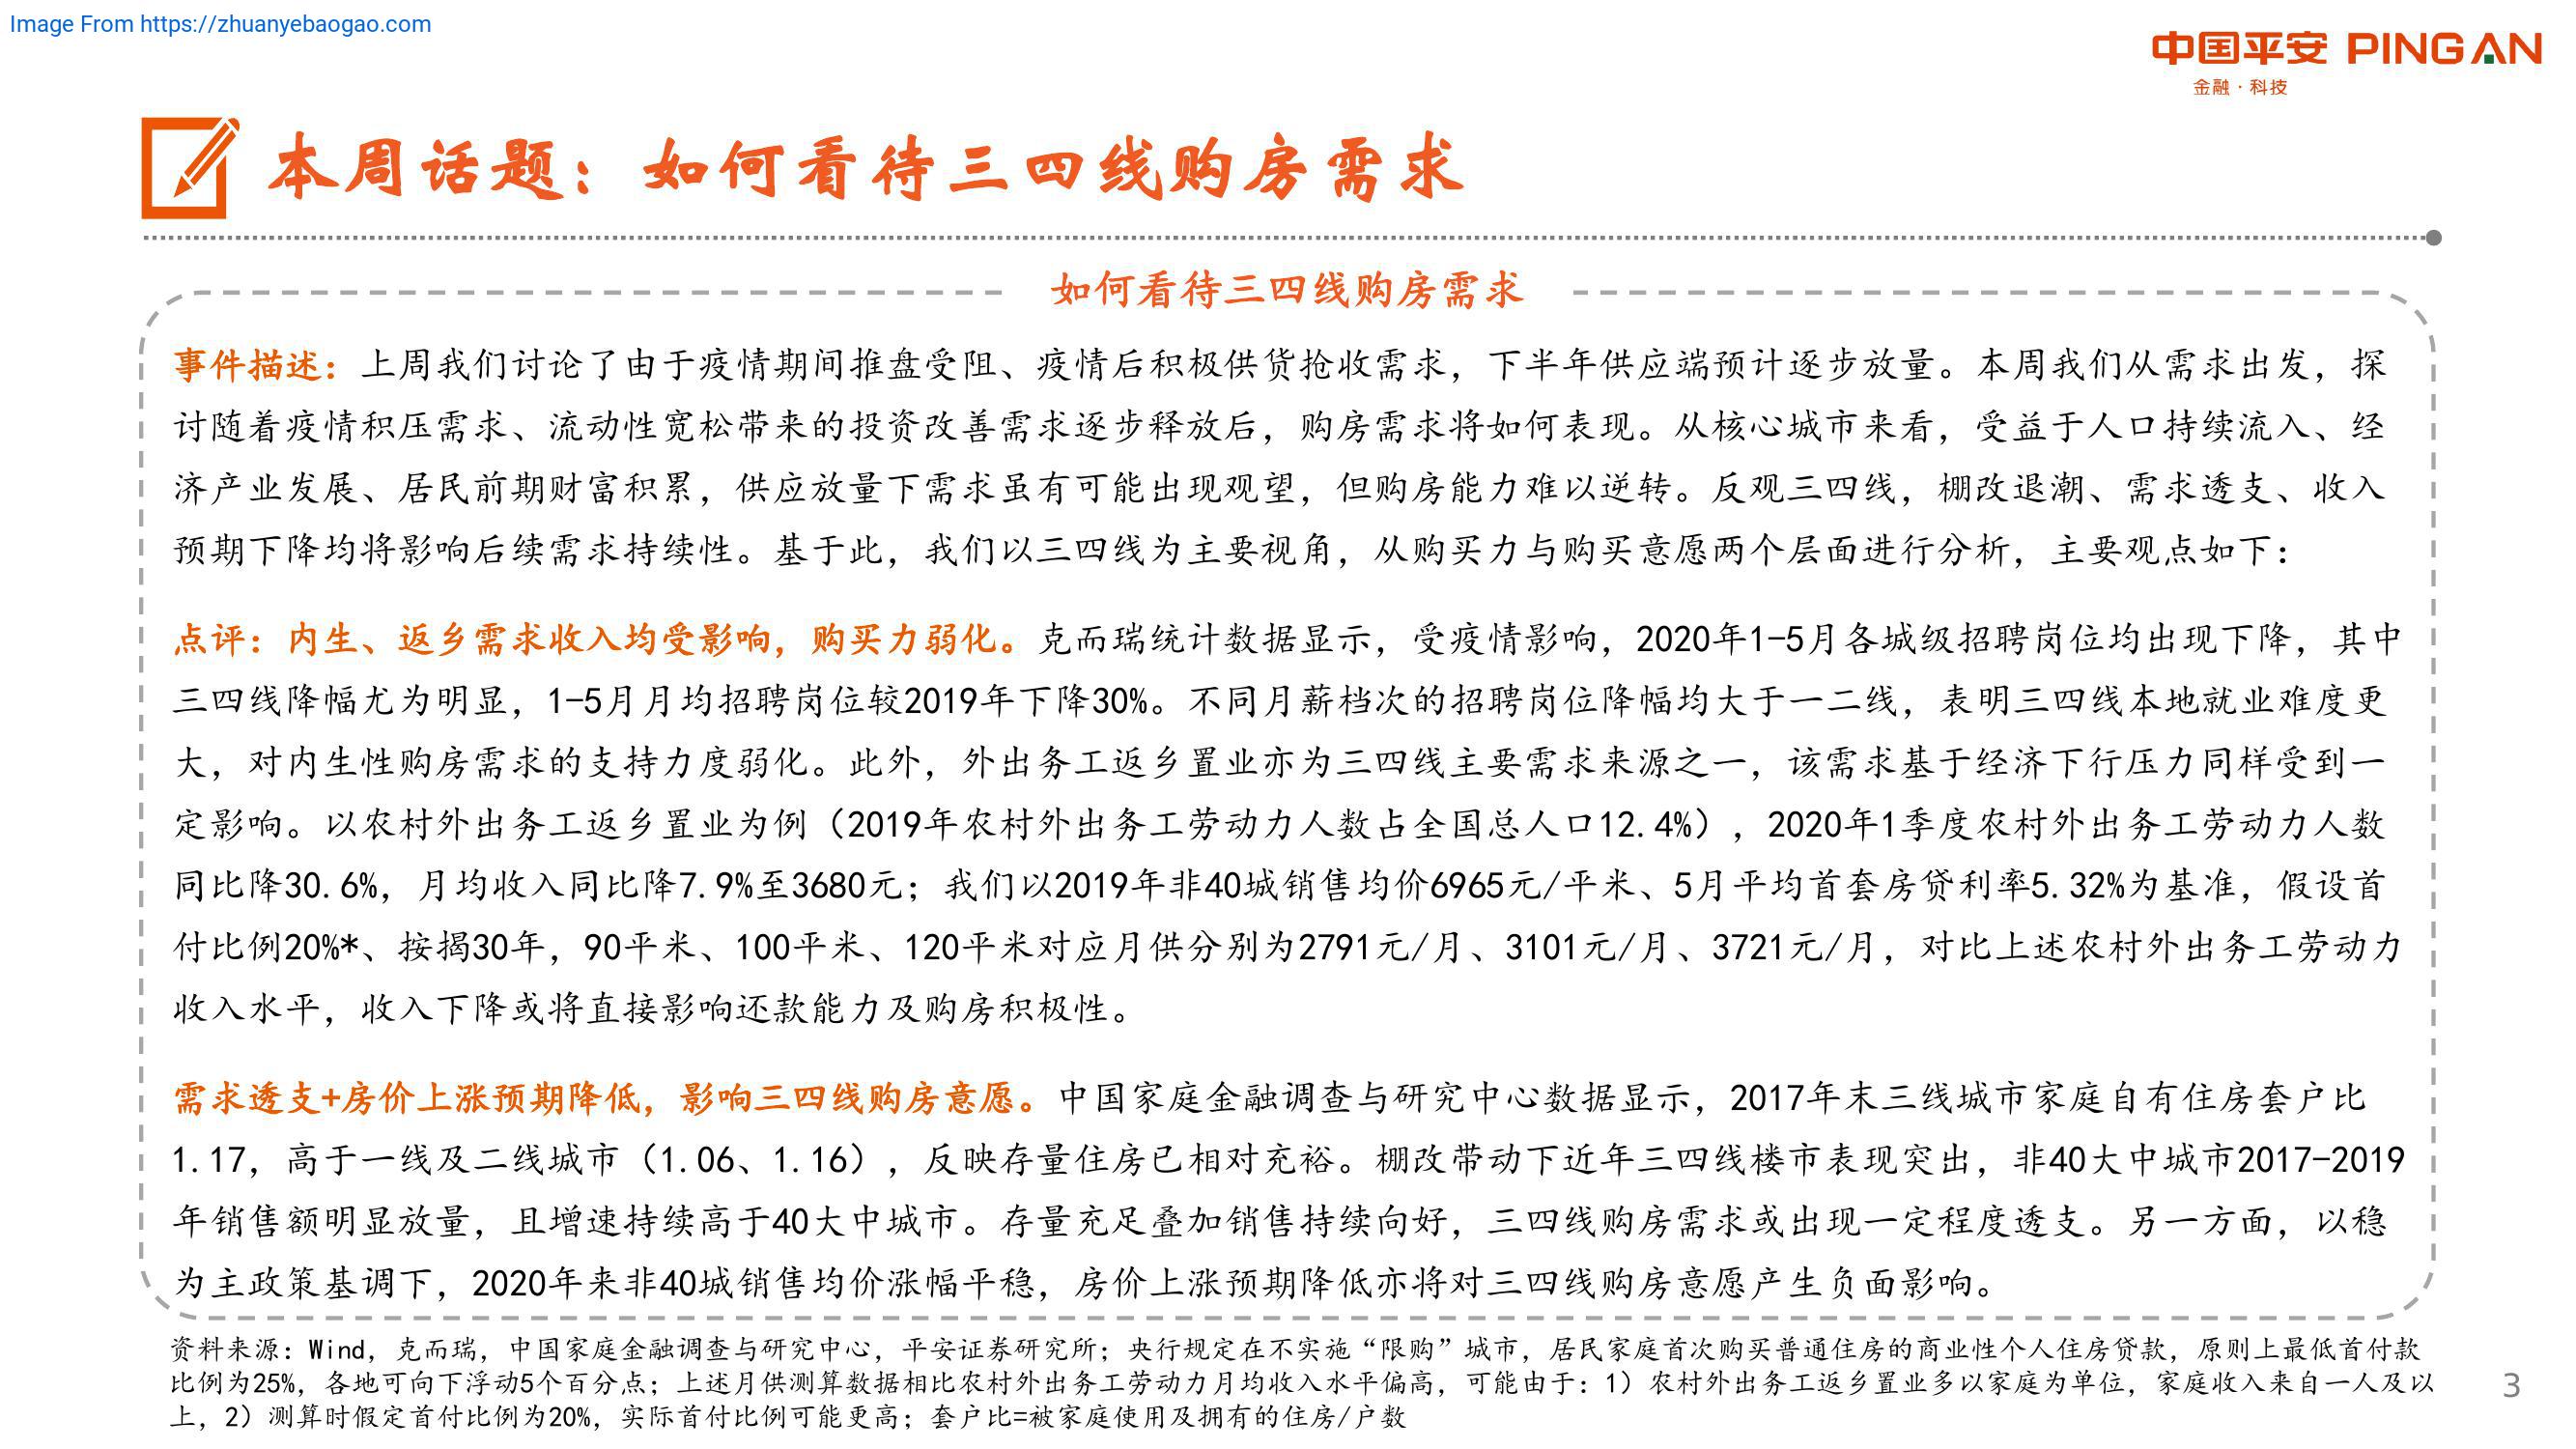 Image From https://zhuanyebaogao.com
中国平安 PINGAN
金融·科技
本周话题：如何看待三四线购房需求
如何看待三四线购房需求
事件描述：上周我们讨论了由于疫情期间推盘受阻、疫情后积极供货抢收需求，下半年供应端预计逐步放量。本周我们从需求出发，探
讨随着疫情积压需求、流动性宽松带来的投资改善需求逐步释放后，购房需求将如何表现。从核心城市来看，受益于人口持续流入、经
济产业发展、居民前期财富积累，供应放量下需求虽有可能出现观望，但购房能力难以逆转。反观三四线，棚改退潮、需求透支、收入
预期下降均将影响后续需求持续性。基于此，我们以三四线为主要视角，从购买力与购买意愿两个层面进行分析，主要观点如下：
点评：内生、返乡需求收入均受影响，购买力弱化。克而瑞统计数据显示，受疫情影响，2020年1-5月各城级招聘岗位均出现下降，其中
三四线降幅尤为明显，1-5月月均招聘岗位较2019年下降30%。不同月薪档次的招聘岗位降幅均大于一二线，表明三四线本地就业难度更
大，对内生性购房需求的支持力度弱化。此外，外出务工返乡置业亦为三四线主要需求来源之一，该需求基于经济下行压力同样受到一
定影响。以农村外出务工返乡置业为例（2019年农村外出务工劳动力人数占全国总人口12.4%），2020年1季度农村外出务工劳动力人数
同比降30.6%，月均收入同比降7.9%至3680元；我们以2019年非40城销售均价6965元/平米、5月平均首套房贷利率5.32%为基准，假设首
付比例20%*、按揭30年，90平米、100平米、120平米对应月供分别为2791元/月、3101元/月、3721元/月，对比上述农村外出务工劳动力
收入水平，收入下降或将直接影响还款能力及购房积极性。
需求透支+房价上涨预期降低，影响三四线购房意愿。中国家庭金融调查与研究中心数据显示，2017年末三线城市家庭自有住房套户比
1.17，高于一线及二线城市（1.06、1.16），反映存量住房已相对充裕。棚改带动下近年三四线楼市表现突出，非40大中城市2017-2019
年销售额明显放量，且增速持续高于40大中城市。存量充足叠加销售持续向好，三四线购房需求或出现一定程度透支。另一方面，以稳
为主政策基调下，2020年来非40城销售均价涨幅平稳，房价上涨预期降低亦将对三四线购房意愿产生负面影响。
资料来源：Wind，克而瑞，中国家庭金融调查与研究中心，平安证券研究所；央行规定在不实施“限购”城市，居民家庭首次购买普通住房的商业性个人住房贷款，原则上最低首付款
比例为25%，各地可向下浮动5个百分点；上述月供测算数据相比农村外出务工劳动力月均收入水平偏高，可能由于：1）农村外出务工返乡置业多以家庭为单位，家庭收入来自一人及以
上，2）测算时假定首付比例为20%，实际首付比例可能更高；套户比=被家庭使用及拥有的住房/户数
3